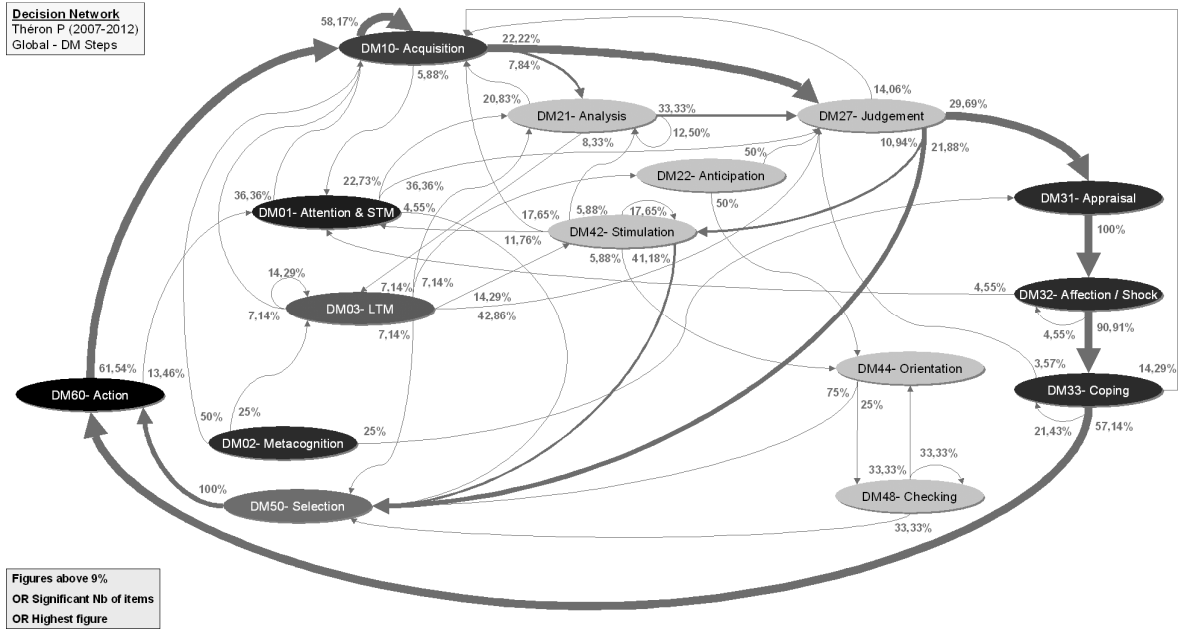 Decision Network
Théron P (2007-2012)
Global - DM Steps
58,17%
DM10- Acquisition
22,22%
7,84%
5,88%
20,83%
DM21- Analysis
33,33%
12,50%
8,33%
14,06%
DM27- Judgement
29,69%
10,94%
21,88%
50%
DM22- Anticipation
50%
36,36%
22,73%
36,36%
DM01- Attention & STM
4,55%
DM31- Appraisal
100%
17,65%
5,88%
17,65%
DM42- Stimulation
11,76%
5,88%
41,18%
14,29%
7,14%
7,14%
DM03- LTM
14,29%
7,14%
42,86%
7,14%
4,55%
DM32- Affection / Shock
4,55%
90,91%
DM44- Orientation
3,57%
14,29%
61,54%
13,46%
DM60- Action
75%
25%
DM33- Coping
21,43%
57,14%
50%
25%
DM02- Metacognition
25%
33,33%
33,33%
100%
DM50- Selection
DM48- Checking
33,33%
Figures above 9%
OR Significant Nb of items
OR Highest figure